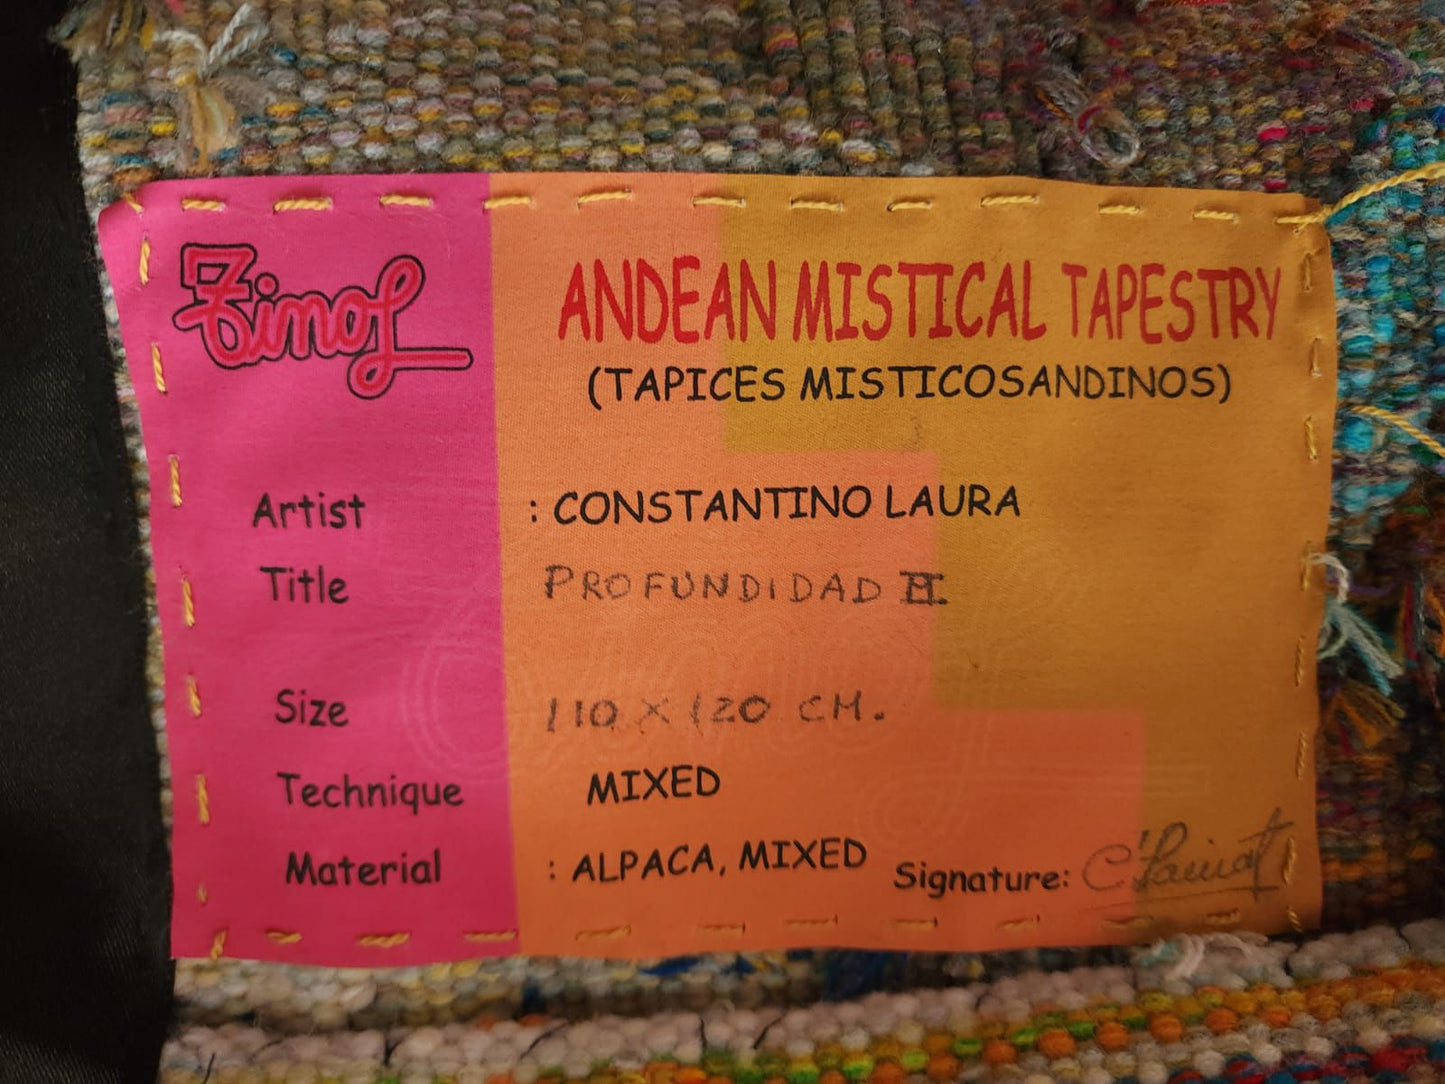 Tinol
ANDEAN MISTICAL TAPESTRY
(TAPICES MISTICOSANDINOS)
Artist : CONSTANTINO LAURA
Title PROFUNDIDAD II.
Size 110 X 120 CM.
Technique MIXED
Material : ALPACA, MIXED
Signature: